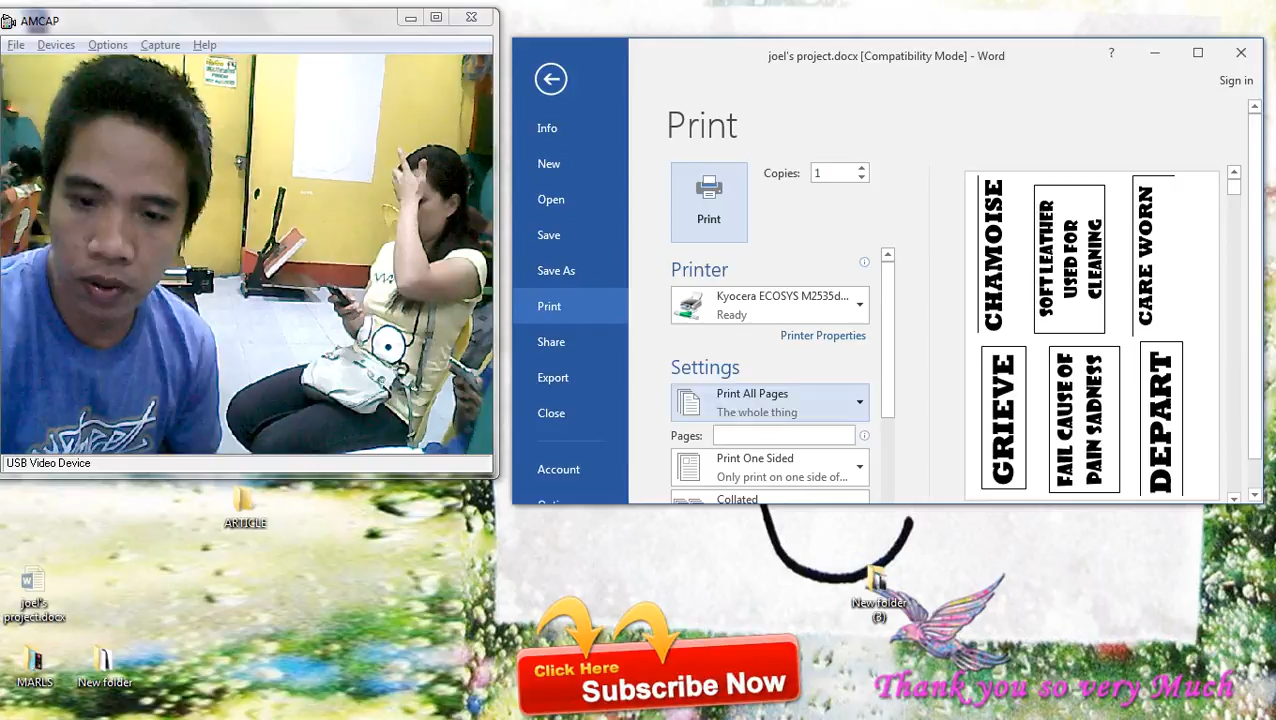 AMCAP
File Devices Options Capture Help
USB Video Device
joel's project.docx [Compatibility Mode] - Word
?
Sign in
Info
New
Open
Save
Save As
Print
Share
Export
Close
Account
Print
Print
Copies: 1
Printer
Kyocera ECOSYS M2535d...
Ready
Printer Properties
Settings
Print All Pages
The whole thing
Pages:
Print One Sided
Only print on one side of...
Collated
CHAMOISE
SOFT LEATHER
USED FOR
CLEANING
CARE WORN
GRIEVE
FAIL CAUSE OF
PAIN SADNESS
DEPART
ARTICLE
joel's
project.docx
MARLS
New folder
New folder
(3)
Click Here
Subscribe Now
Thank you so very Much